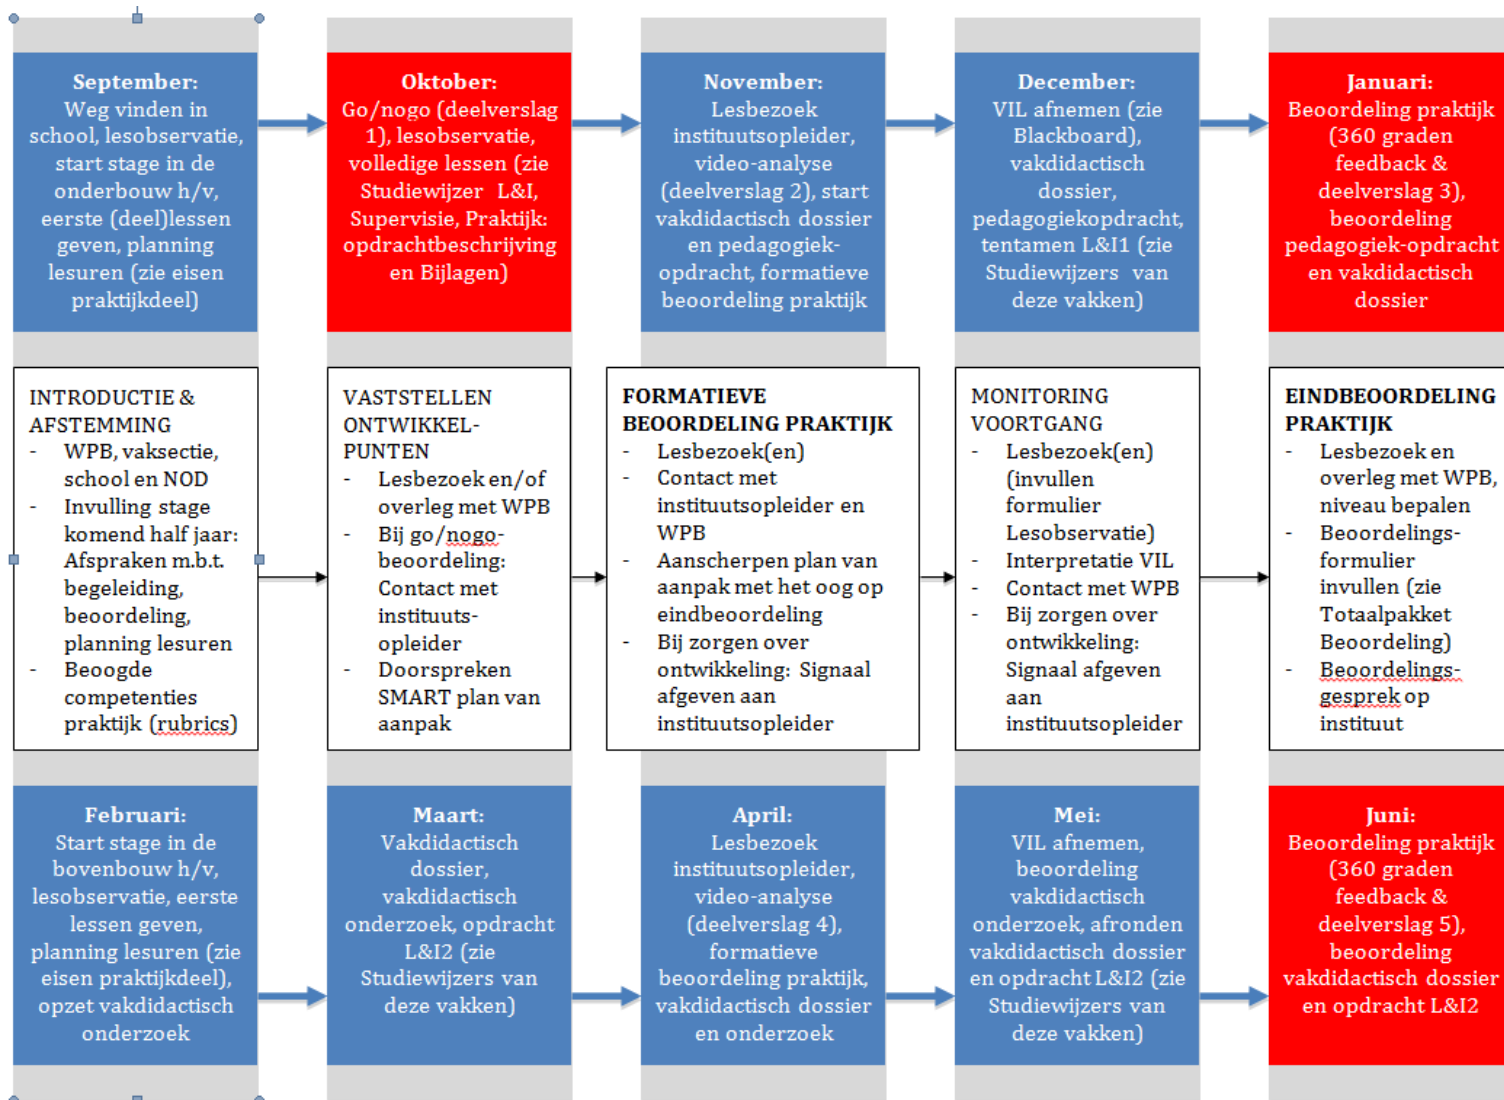 September:
Weg vinden in
school, lesobservatie,
start stage in de
onderbouw h/v,
eerste (deel)lessen
geven, planning
lesuren (zie eisen
praktijkdeel)
Oktober:
Go/nogo (deelverslag
1), lesobservatie,
volledige lessen (zie
Studiewijzer L&I,
Supervisie, Praktijk:
opdrachtbeschrijving
en Bijlagen)
November:
Lesbezoek
instituutsopleider,
video-analyse
(deelverslag 2), start
vakdidactisch dossier
en pedagogiek-
opdracht, formatieve
beoordeling praktijk
December:
VIL afnemen (zie
Blackboard),
vakdidactisch
dossier,
pedagogiekopdracht,
tentamen L&I1 (zie
Studiewijzers van
deze vakken)
Januari:
Beoordeling praktijk
(360 graden
feedback &
deelverslag 3),
beoordeling
pedagogiek-opdracht
en vakdidactisch
dossier
INTRODUCTIE &
AFSTEMMING
- WPB, vaksectie,
school en NOD
- Invulling stage
komend half jaar:
Afspraken m.b.t.
begeleiding,
beoordeling,
planning lesuren
- Beoogde
competenties
praktijk (rubrics)
VASTSTELLEN
ONTWIKKEL-
PUNTEN
- Lesbezoek en/of
overleg met WPB
- Bij go/nogo-
beoordeling:
Contact met
instituuts-
opleider
- Doorspreken
SMART plan van
aanpak
FORMATIEVE
BEOORDELING PRAKTIJK
- Lesbezoek(en)
- Contact met
instituutsopleider en
WPB
- Aanscherpen plan van
aanpak met het oog op
eindbeoordeling
- Bij zorgen over
ontwikkeling: Signaal
afgeven aan
instituutsopleider
MONITORING
VOORTGANG
- Lesbezoek(en)
(invullen
formulier
Lesobservatie)
- Interpretatie VIL
- Contact met WPB
- Bij zorgen over
ontwikkeling:
Signaal afgeven
aan
instituutsopleider
EINDBEOORDELING
PRAKTIJK
- Lesbezoek en
overleg met WPB,
niveau bepalen
- Beoordelings-
formulier
invullen (zie
Totaalpakket
Beoordeling)
- Beoordelings-
gesprek op
instituut
Februari:
Start stage in de
bovenbouw h/v,
lesobservatie, eerste
lessen geven,
planning lesuren (zie
eisen praktijkdeel),
opzet vakdidactisch
onderzoek
Maart:
Vakdidactisch
dossier,
vakdidactisch
onderzoek, opdracht
L&I2 (zie
Studiewijzers van
deze vakken)
April:
Lesbezoek
instituutsopleider,
video-analyse
(deelverslag 4),
formatieve
beoordeling praktijk,
vakdidactisch dossier
en onderzoek
Mei:
VIL afnemen,
beoordeling
vakdidactisch
onderzoek, afronden
vakdidactisch dossier
en opdracht L&I2 (zie
Studiewijzers van
deze vakken)
Juni:
Beoordeling praktijk
(360 graden
feedback &
deelverslag 5),
beoordeling
vakdidactisch dossier
en opdracht L&I2